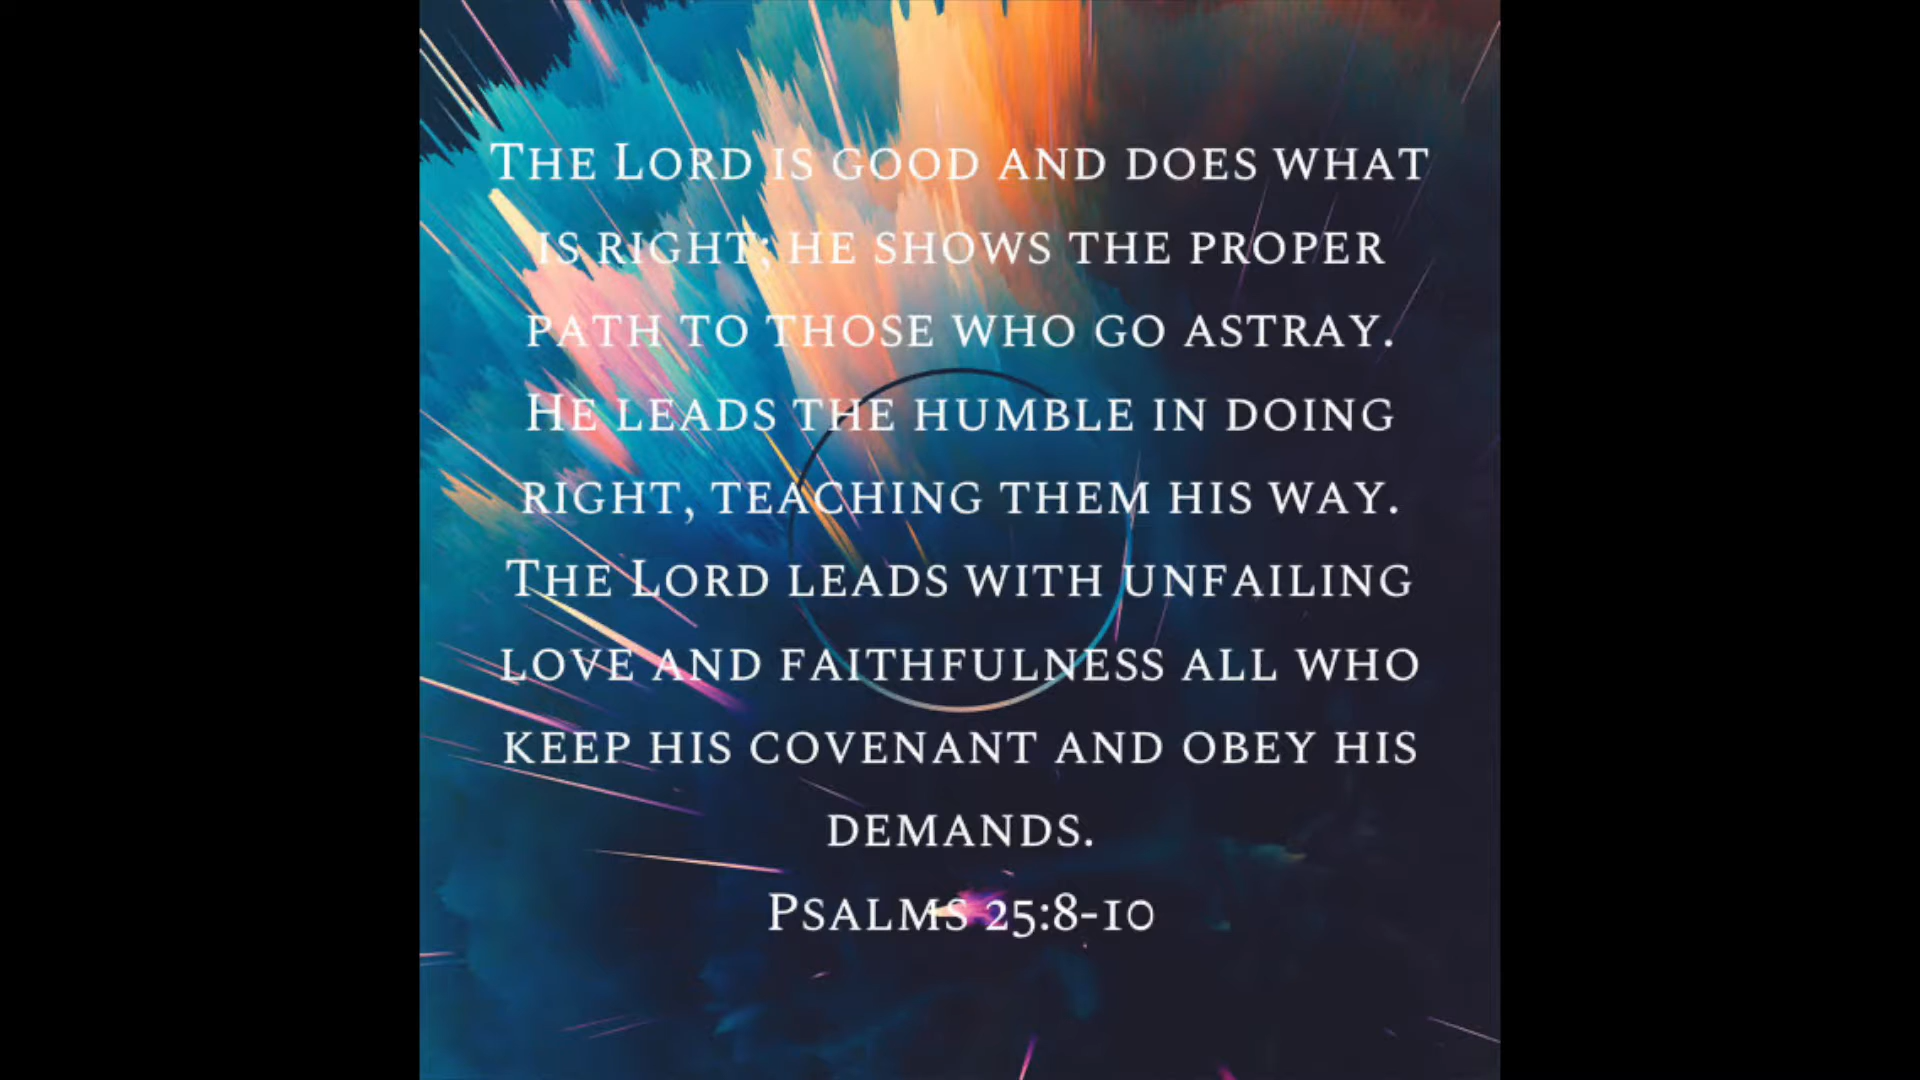 The Lord is good and does what
is right; he shows the proper
path to those who go astray.
He leads the humble in doing
right, teaching them his way.
The Lord leads with unfailing
love and faithfulness all who
keep his covenant and obey his
demands.
Psalms 25:8-10